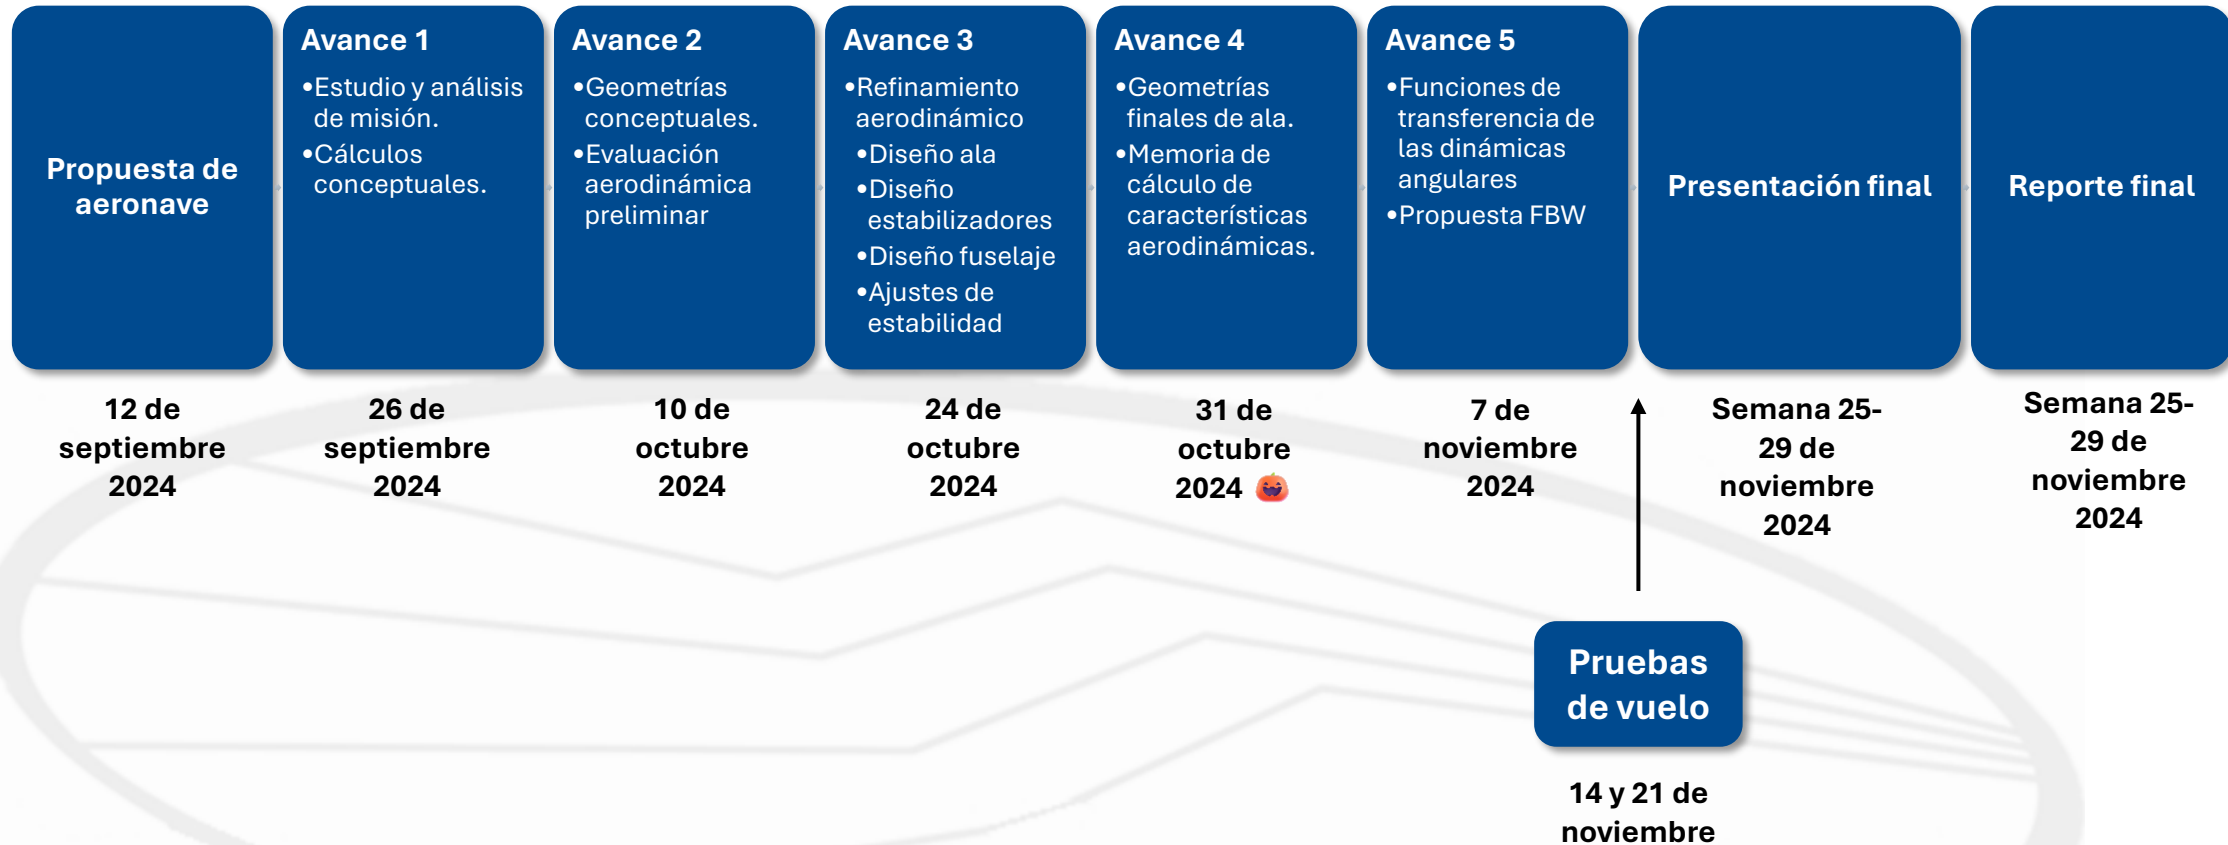 Propuesta de
aeronave
Avance 1
•Estudio y análisis
de misión.
•Cálculos
conceptuales.
Avance 2
•Geometrías
conceptuales.
•Evaluación
aerodinámica
preliminar
Avance 3
•Refinamiento
aerodinámico
•Diseño ala
•Diseño
estabilizadores
•Diseño fuselaje
•Ajustes de
estabilidad
Avance 4
•Geometrías
finales de ala.
•Memoria de
cálculo de
características
aerodinámicas.
Avance 5
•Funciones de
transferencia de
las dinámicas
angulares
•Propuesta FBW
Presentación final
Reporte final
12 de
septiembre
2024
26 de
septiembre
2024
10 de
octubre
2024
24 de
octubre
2024
31 de
octubre
2024 🎃
7 de
noviembre
2024
Semana 25-
29 de
noviembre
2024
Semana 25-
29 de
noviembre
2024
Pruebas
de vuelo
14 y 21 de
noviembre